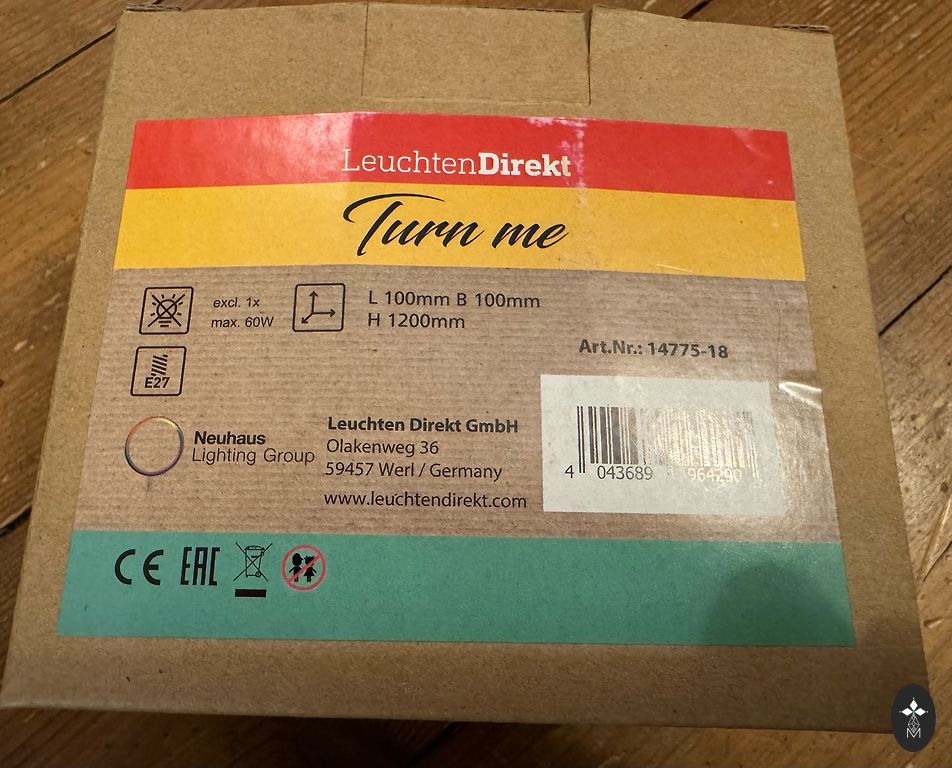 LeuchtenDirekt
Turn me
excl. 1x
max. 60W
L 100mm B 100mm
H 1200mm
Art.Nr.: 14775-18
E27
Neuhaus
Lighting Group
Leuchten Direkt GmbH
Olakenweg 36
59457 Werl / Germany
www.leuchtendirekt.com
4 043689 964290
CE EAC
M